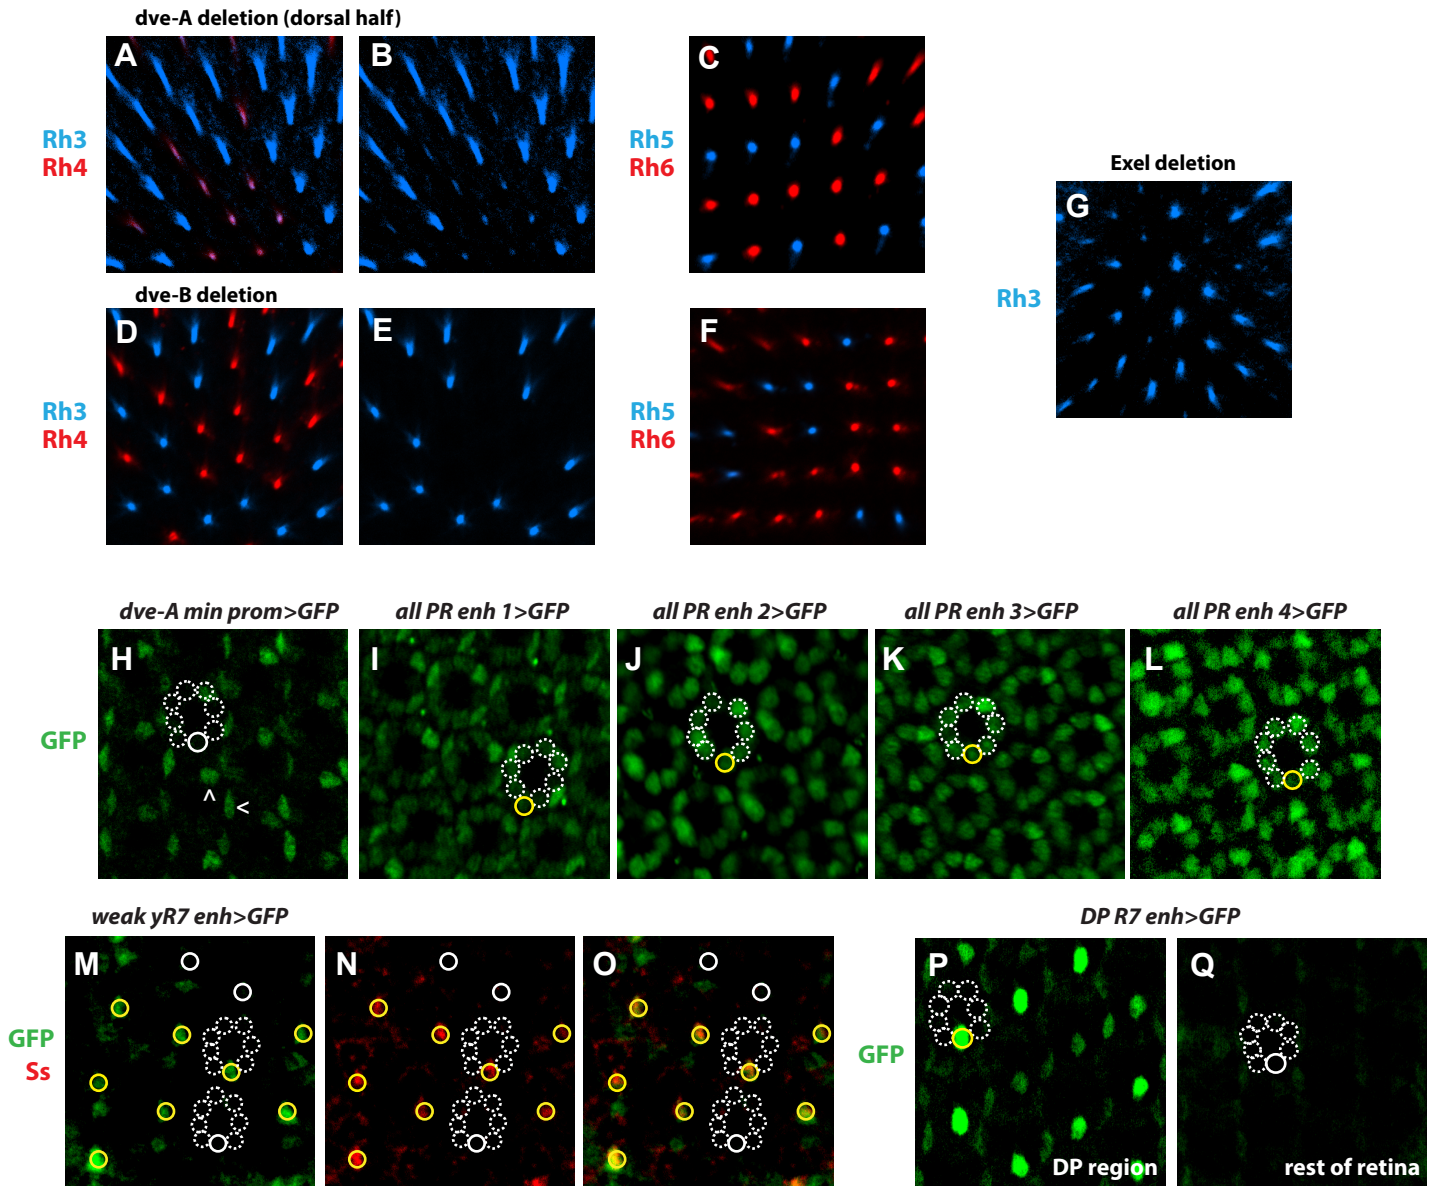 dve-A deletion (dorsal half)
A
B
C
Rh3
Rh4
Rh5
Rh6
Exel deletion
G
Rh3
dve-B deletion
D
E
F
Rh3
Rh4
Rh5
Rh6
dve-A min prom>GFP
all PR enh 1>GFP
all PR enh 2>GFP
all PR enh 3>GFP
all PR enh 4>GFP
H
I
J
K
L
GFP
^
<
weak yR7 enh>GFP
DP R7 enh>GFP
M
N
O
P
Q
GFP
Ss
GFP
DP region
rest of retina